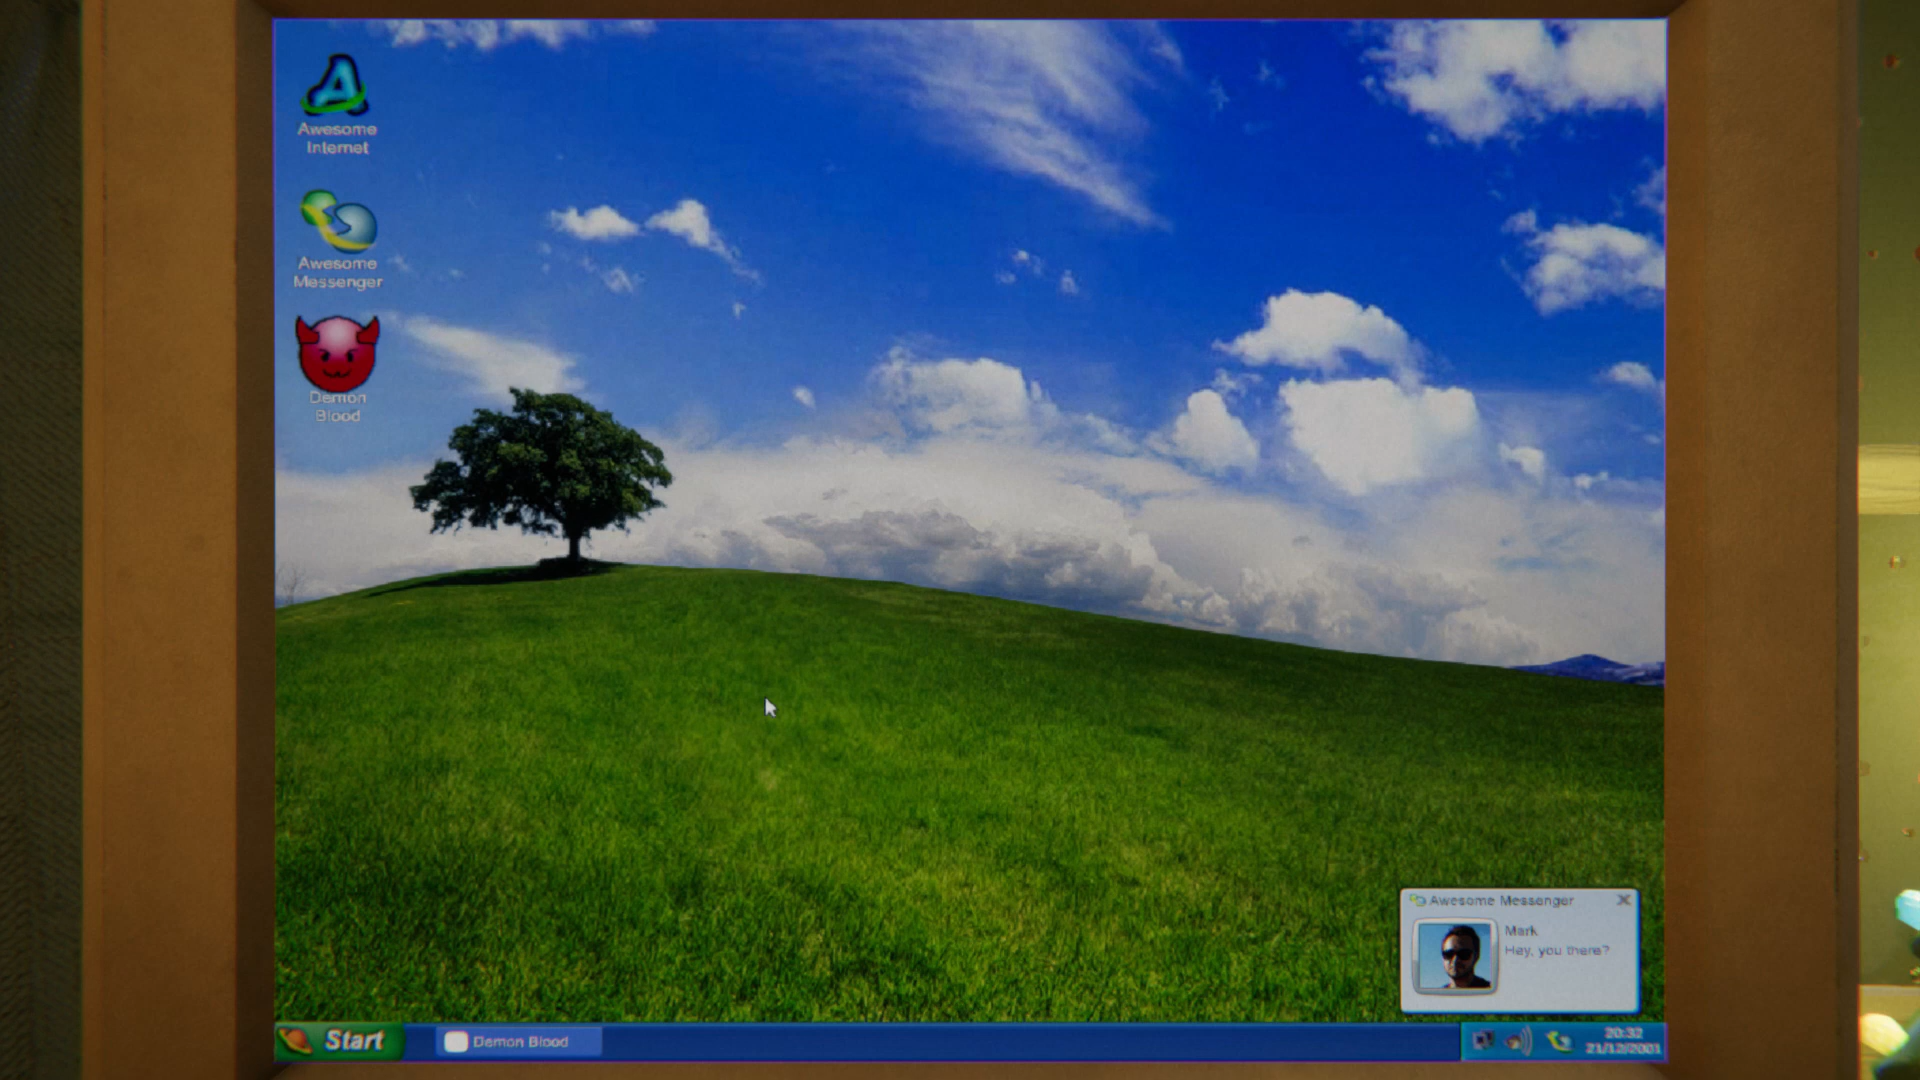 Awesome
Internet
Awesome
Messenger
Demon
Blood
Awesome Messenger
Mark
Hey, you there?
Start
Demon Blood
20:32
21/12/2001